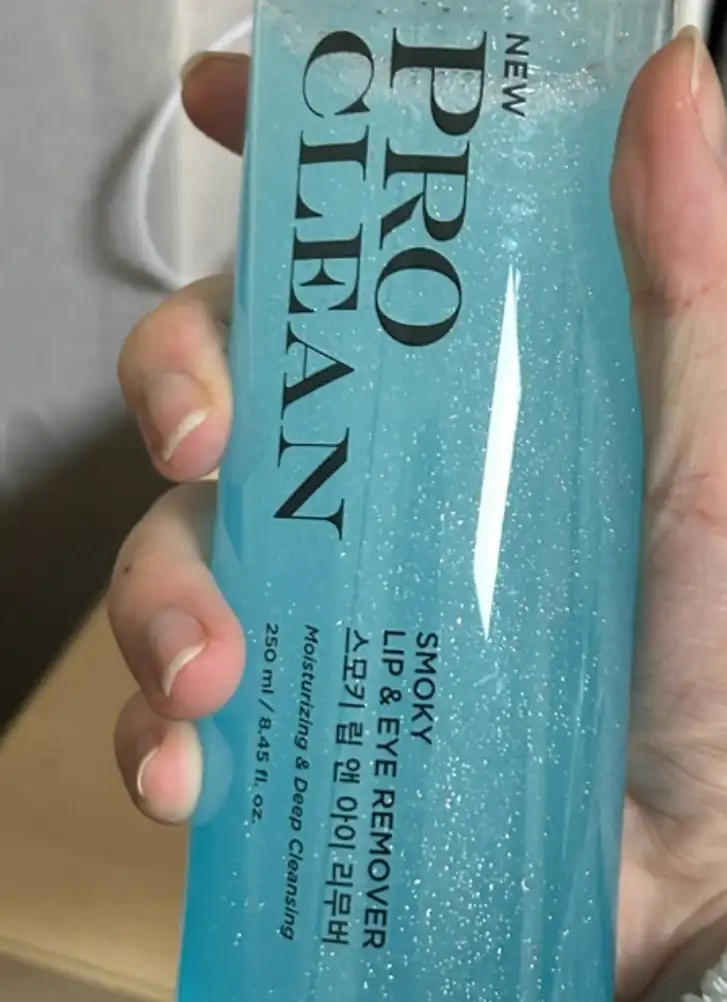 NEW
PRO
CLEAN
SMOKY
LIP & EYE REMOVER
스모키 립 앤 아이 리무버
Moisturizing & Deep Cleansing
250 ml / 8.45 fl. oz.